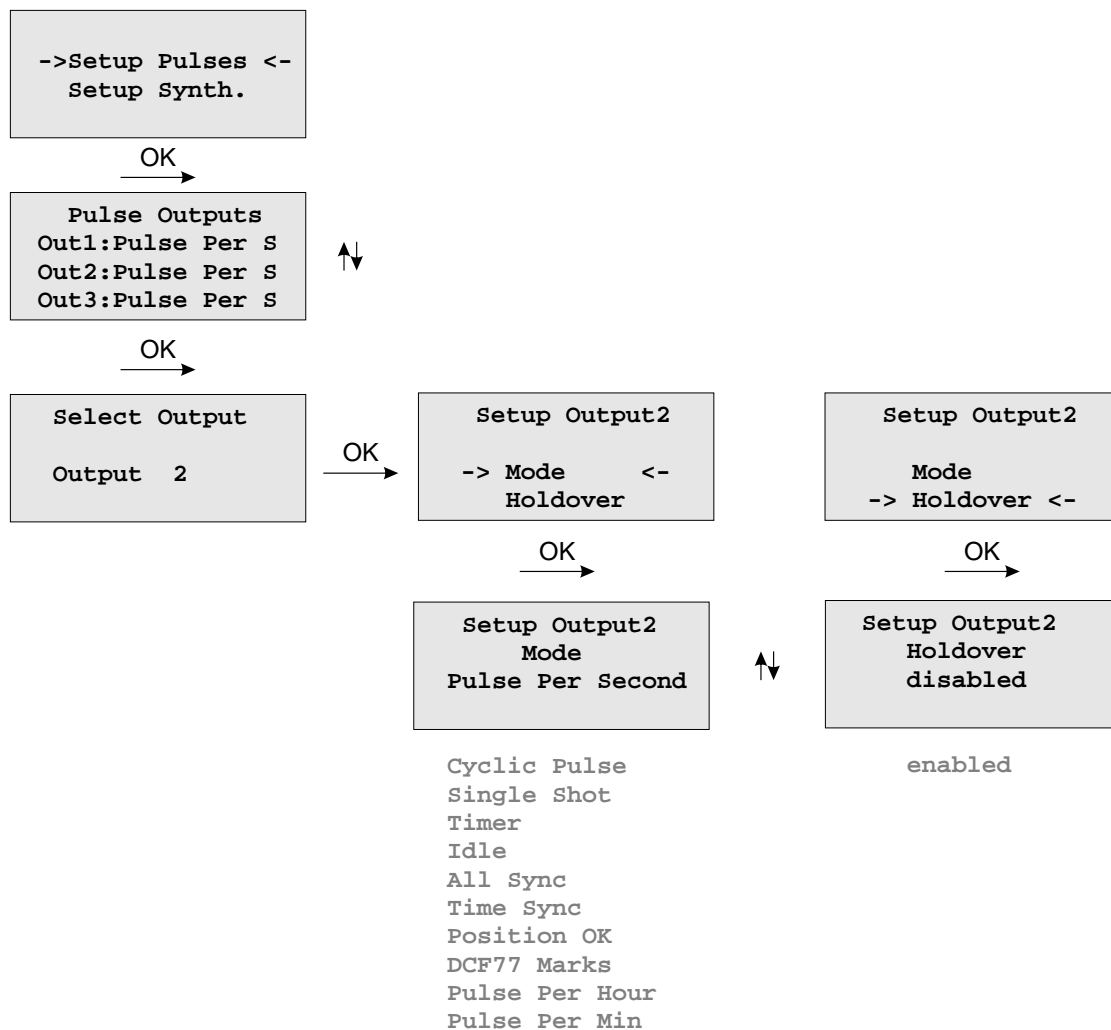 ->Setup Pulses <-
Setup Synth.
OK
Pulse Outputs
Out1:Pulse Per S
Out2:Pulse Per S
Out3:Pulse Per S
OK
Select Output
Output 2
OK
Setup Output2
-> Mode <-
Holdover
OK
Setup Output2
Mode
Pulse Per Second
Cyclic Pulse
Single Shot
Timer
Idle
All Sync
Time Sync
Position OK
DCF77 Marks
Pulse Per Hour
Pulse Per Min
Setup Output2
Mode
-> Holdover <-
OK
Setup Output2
Holdover
disabled
enabled